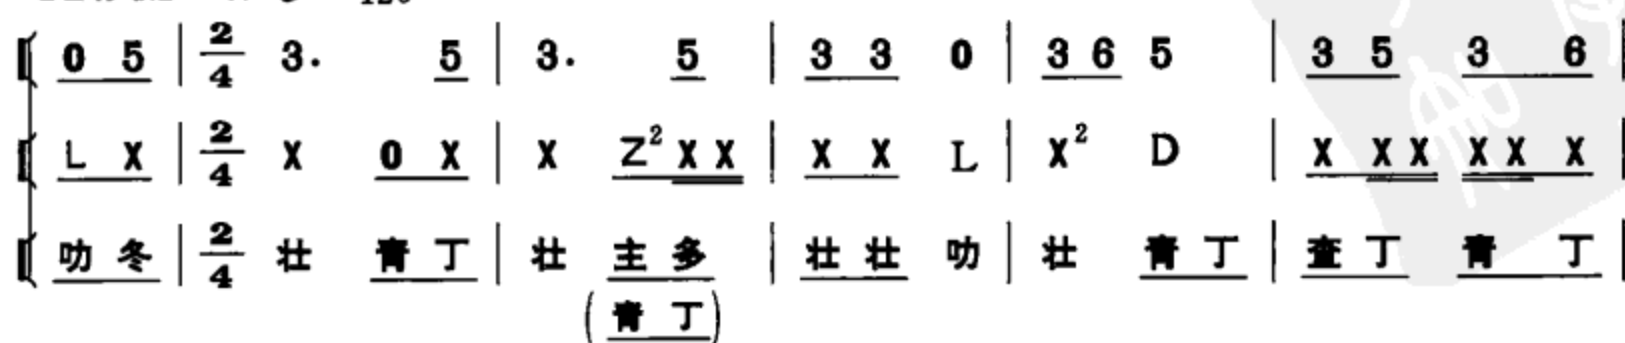 0 5 | 2/4 3. 5 | 3. 5 | 3 3 0 | 3 6 5 | 3 5 3 6 |
L X | 2/4 X 0 X | X Z² X X | X X L | X² D | X X X X X X |
叻 冬 | 2/4 壮 青 丁 | 壮 主 多 | 壮 壮 叻 | 壮 青 丁 | 查 丁 青 丁 |
(青 丁)